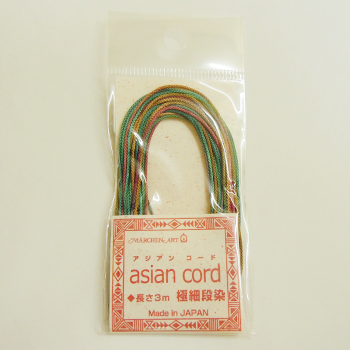 MARCHEN ART
アジアン コード
asian cord
◆長さ3m 極細段染
Made in JAPAN